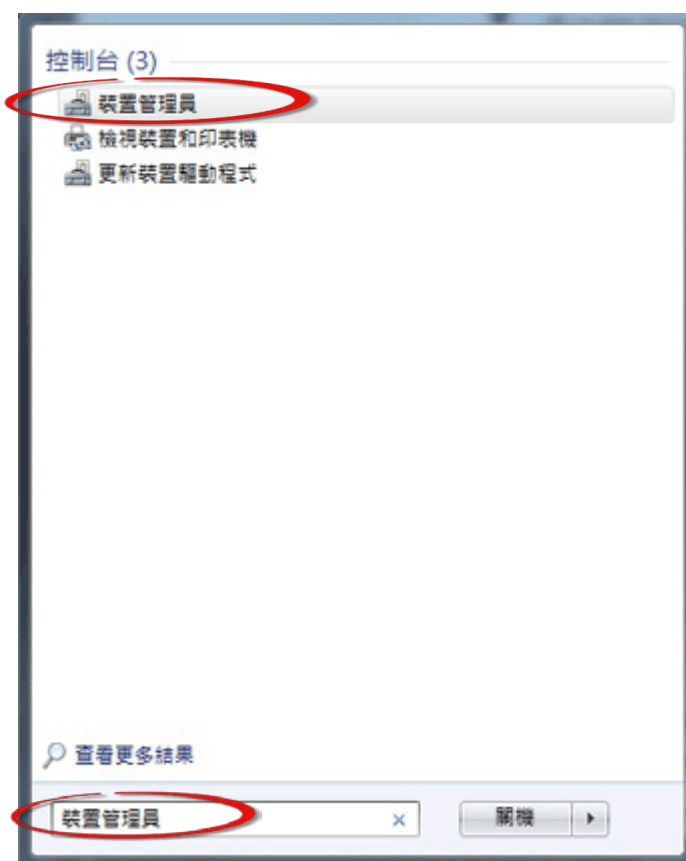 控制台 (3)
裝置管理員
檢視裝置和印表機
更新裝置驅動程式
查看更多結果
裝置管理員
關機